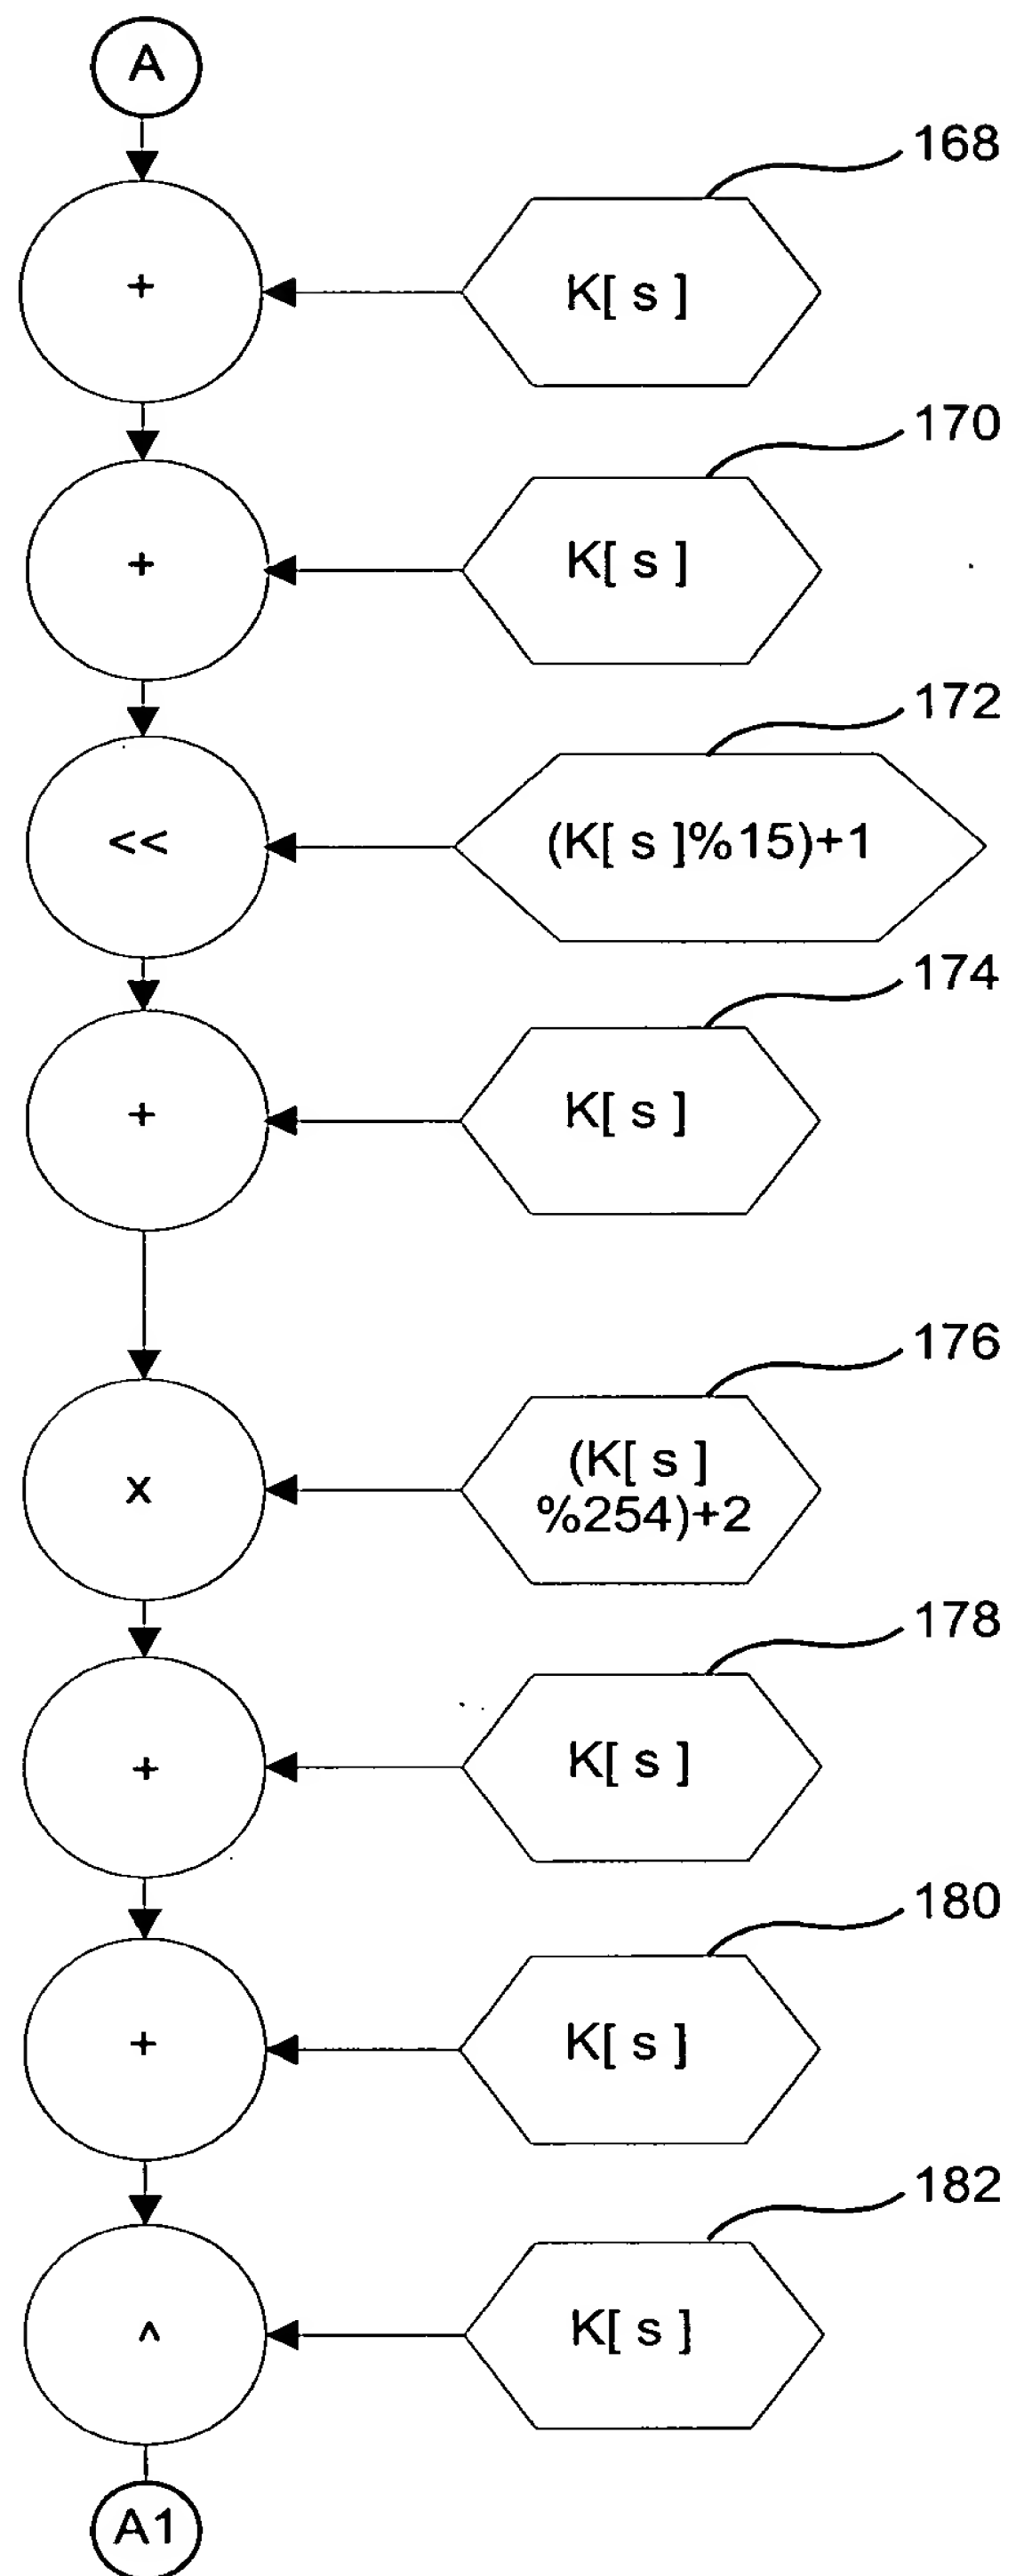 A
168
+
K[ s ]
170
+
K[ s ]
172
<<
(K[ s ]%15)+1
174
+
K[ s ]
176
x
(K[ s ]
%254)+2
178
+
K[ s ]
180
+
K[ s ]
182
^
K[ s ]
A1